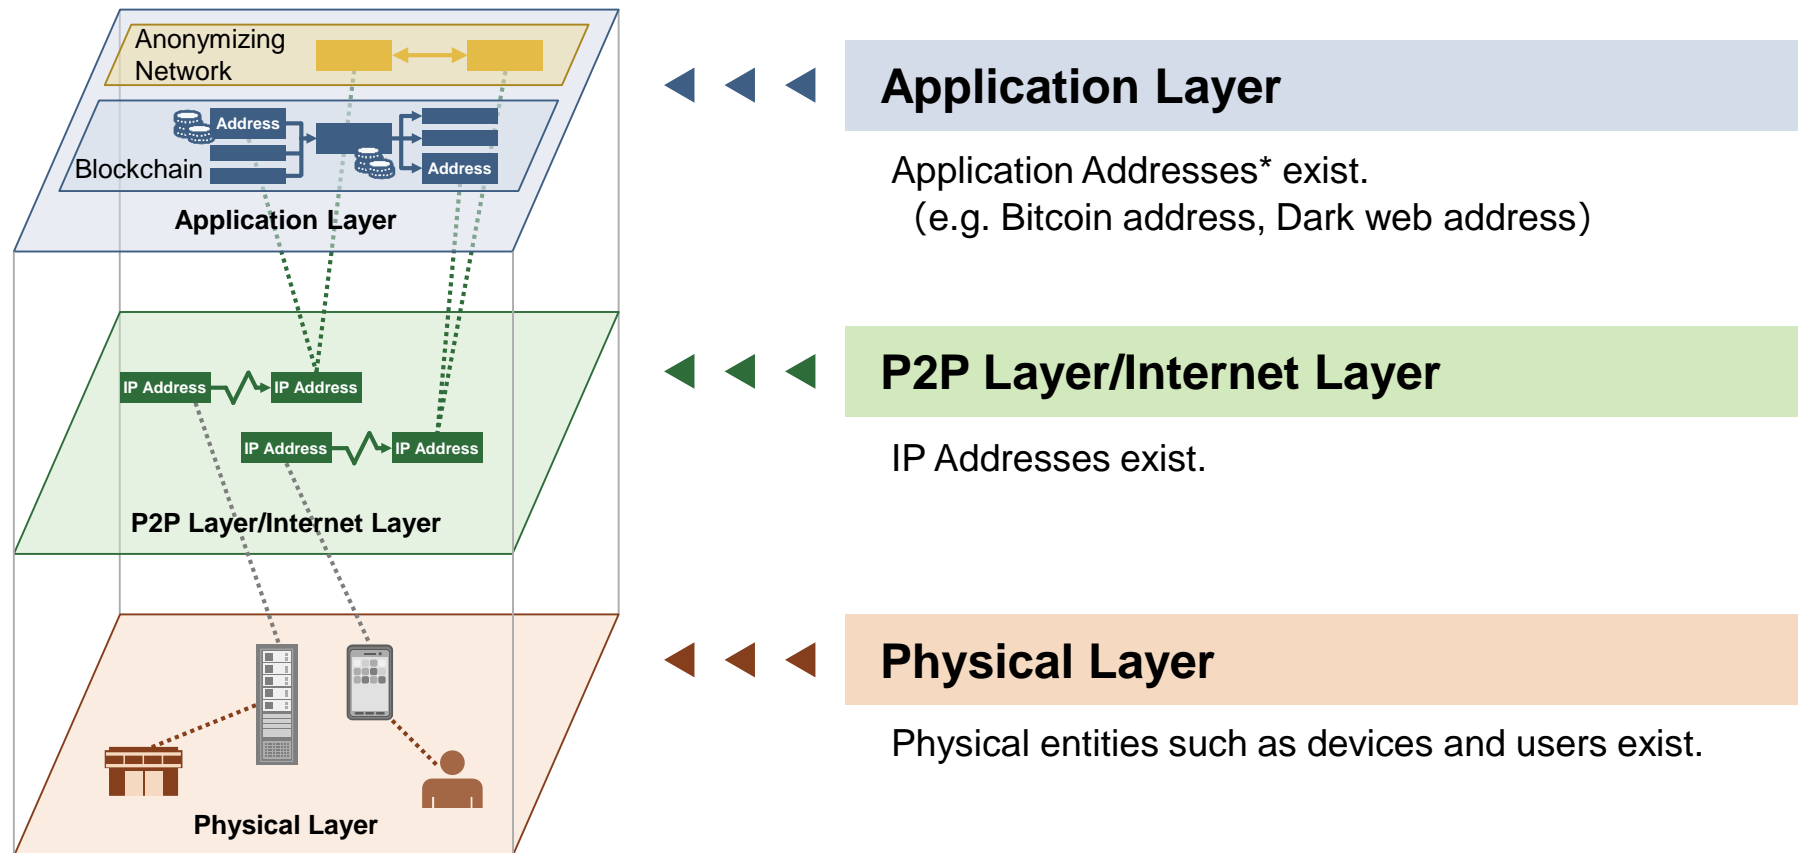 Anonymizing
Network
Address
Blockchain
Address
Application Layer
IP Address
IP Address
IP Address
IP Address
P2P Layer/Internet Layer
Physical Layer
Application Layer
Application Addresses* exist.
（e.g. Bitcoin address, Dark web address）
P2P Layer/Internet Layer
IP Addresses exist.
Physical Layer
Physical entities such as devices and users exist.